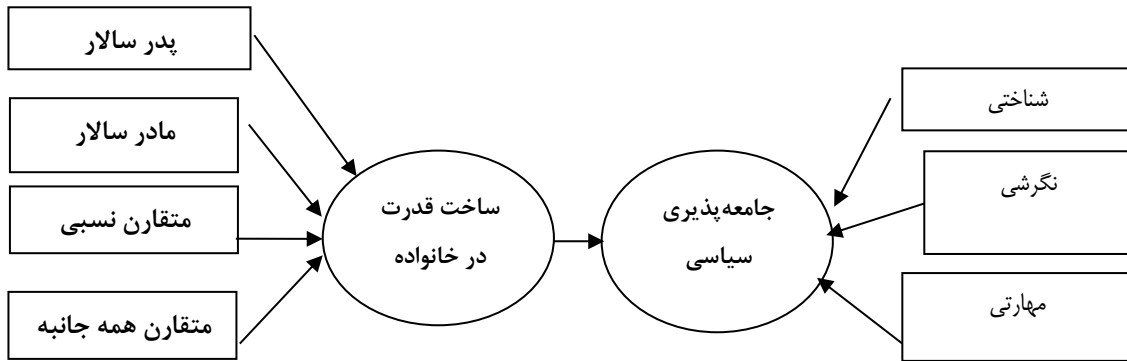 پدر سالار
مادر سالار
متقارن نسبی
متقارن همه جانبه
ساخت قدرت
در خانواده
جامعه‌پذیری
سیاسی
شناختی
نگرشی
مهارتی